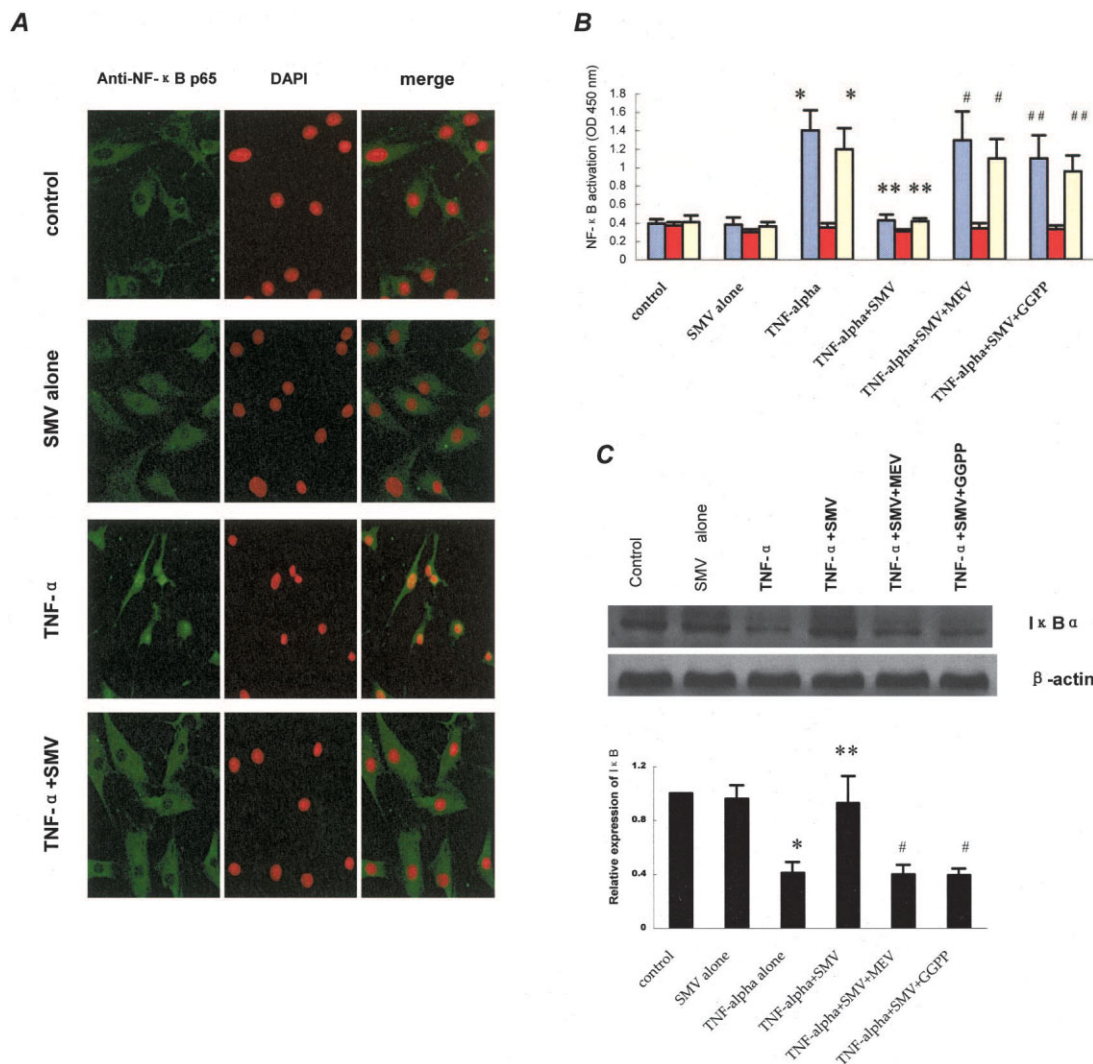 A
Anti-NF-κB p65 DAPI merge
control
SMV alone
TNF-α
TNF-α+SMV
B
NF-κB activation (OD 450 nm)
1.8
1.6
1.4
1.2
1
0.8
0.6
0.4
0.2
0
* * ** ** # # ## ##
control
SMV alone
TNF-alpha
TNF-alpha+SMV
TNF-alpha+SMV+MEV
TNF-alpha+SMV+GGPP
C
Control
SMV alone
TNF-α
TNF-α+SMV
TNF-α+SMV+MEV
TNF-α+SMV+GGPP
IκBα
β-actin
Relative expression of IκB
1.2
0.8
0.4
0
* ** # #
control
SMV alone
TNF-alpha alone
TNF-alpha+SMV
TNF-alpha+SMV+MEV
TNF-alpha+SMV+GGPP